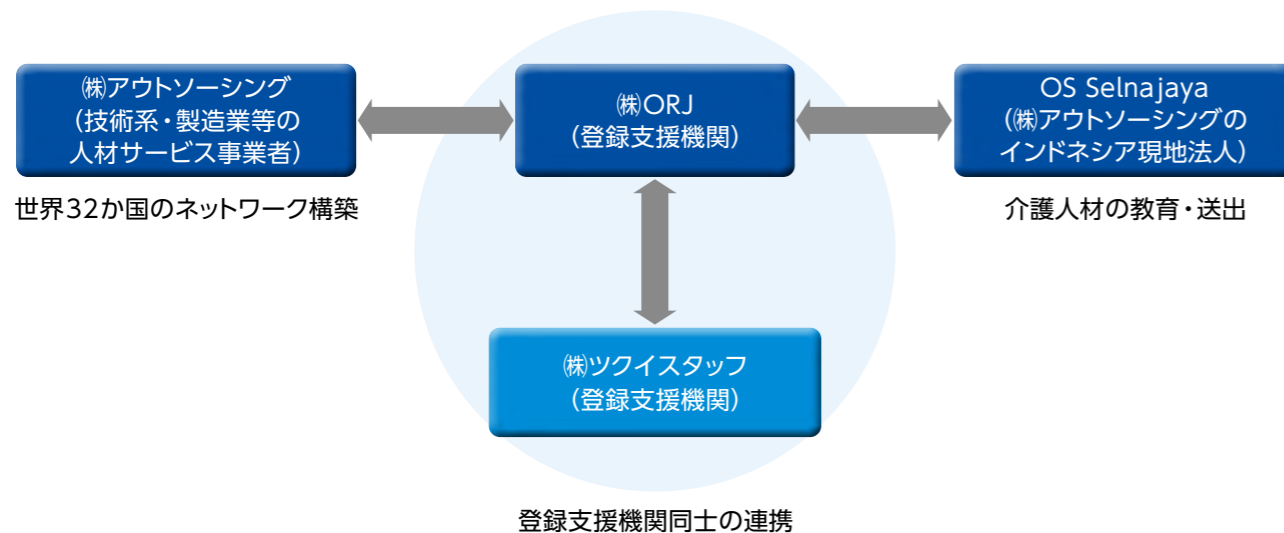 ㈱アウトソーシング
（技術系・製造業等の
人材サービス事業者）
世界32か国のネットワーク構築
㈱ORJ
（登録支援機関）
OS Selnajaya
（㈱アウトソーシングの
インドネシア現地法人）
介護人材の教育・送出
㈱ツクイスタッフ
（登録支援機関）
登録支援機関同士の連携